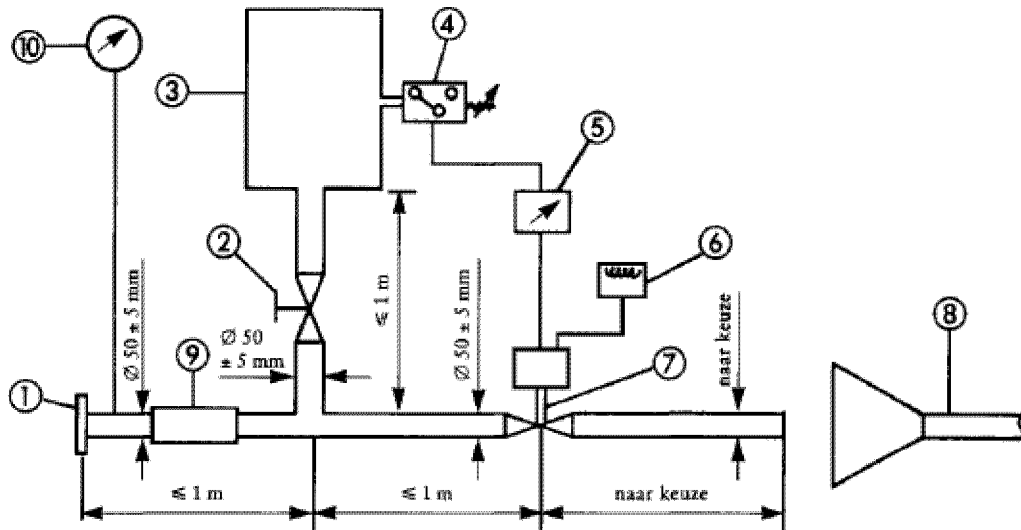 ④
⑩
③
⑤
②
⑥
≤ 1 m
Ø 50 ± 5 mm
Ø 50
± 5 mm
Ø 50 ± 5 mm
naar keuze
⑧
⑨
⑦
①
≤ 1 m
≤ 1 m
naar keuze